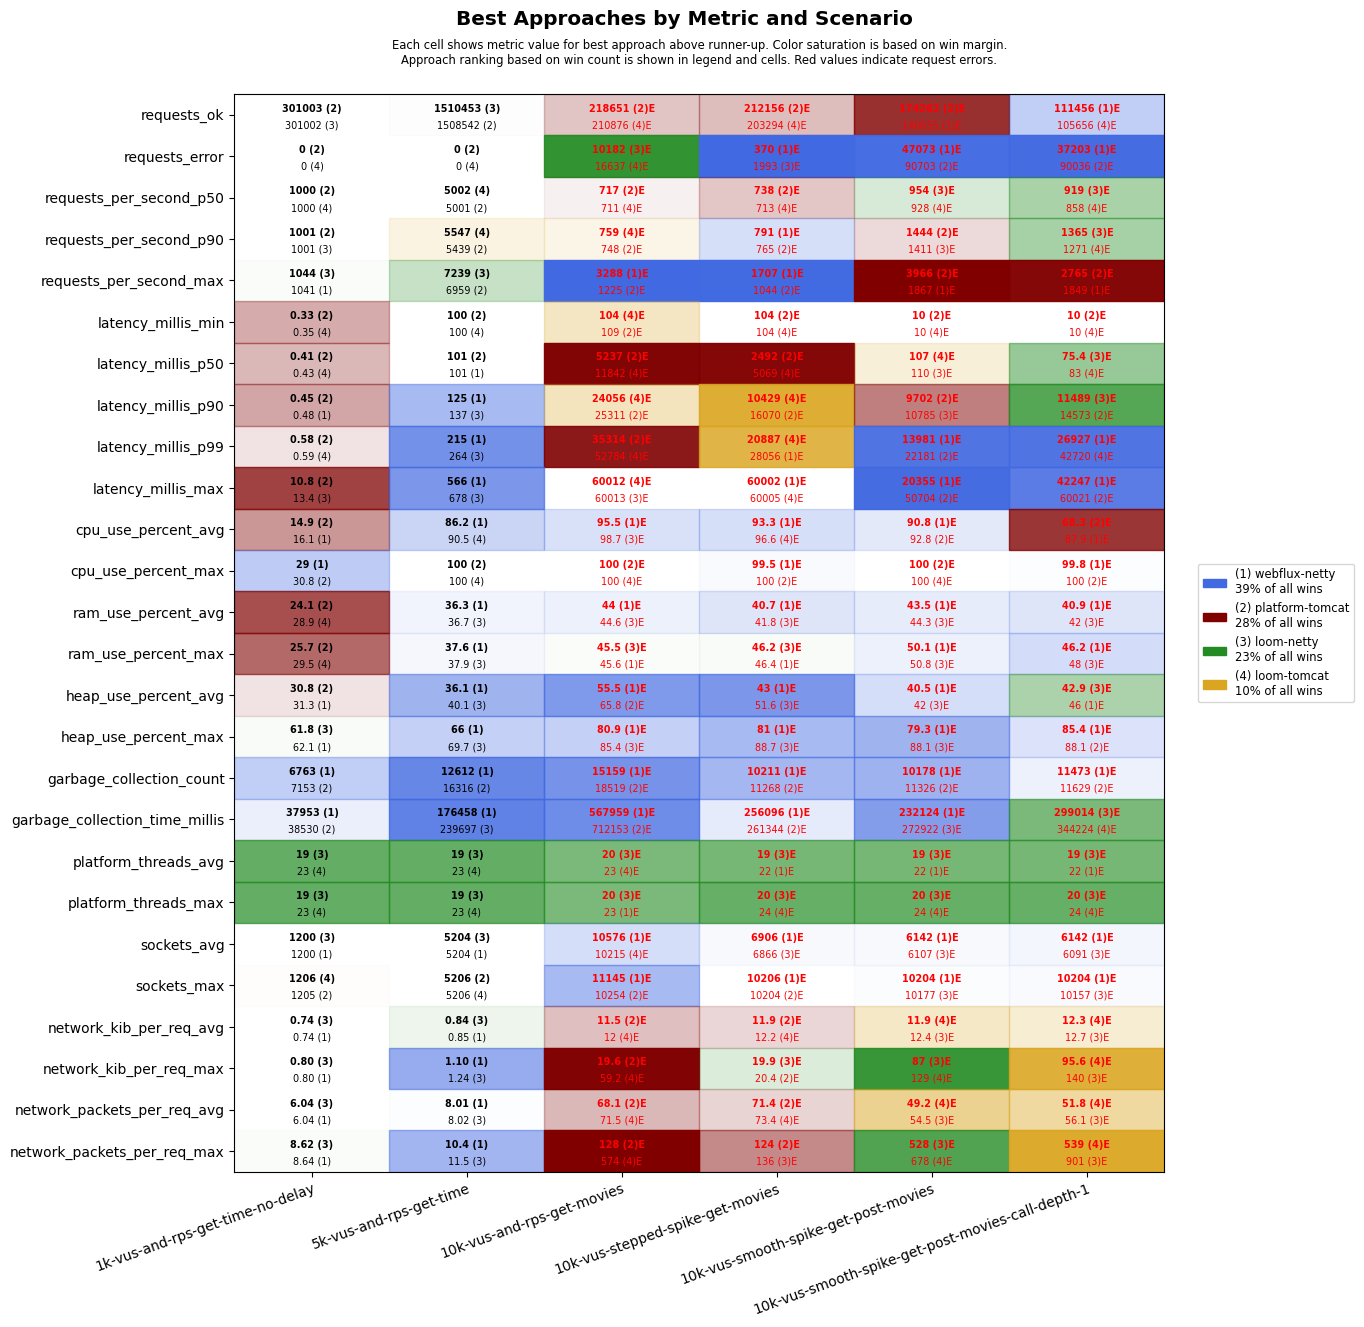 Best Approaches by Metric and Scenario
Each cell shows metric value for best approach above runner-up. Color saturation is based on win margin.
Approach ranking based on win count is shown in legend and cells. Red values indicate request errors.
requests_ok
301003 (2) 1510453 (3) 218651 (2)E 212156 (2)E 111456 (1)E
301002 (3) 1508542 (2) 210876 (4)E 203294 (4)E 105656 (4)E
requests_error
0 (2) 0 (2) 10182 (3)E 370 (1)E 47073 (1)E 37203 (1)E
0 (4) 0 (4) 16637 (4)E 1993 (3)E 90703 (2)E 90036 (2)E
requests_per_second_p50
1000 (2) 5002 (4) 717 (2)E 738 (2)E 954 (3)E 919 (3)E
1000 (4) 5001 (2) 711 (4)E 713 (4)E 928 (4)E 858 (4)E
requests_per_second_p90
1001 (2) 5547 (4) 759 (4)E 791 (1)E 1444 (2)E 1365 (3)E
1001 (3) 5439 (2) 748 (2)E 765 (2)E 1411 (3)E 1271 (4)E
requests_per_second_max
1044 (3) 7239 (3) 3288 (1)E 1707 (1)E 3966 (2)E 2765 (2)E
1041 (1) 6959 (2) 1225 (2)E 1044 (2)E 1867 (1)E 1849 (1)E
latency_millis_min
0.33 (2) 100 (2) 104 (4)E 104 (2)E 10 (2)E 10 (2)E
0.35 (4) 100 (4) 109 (2)E 104 (4)E 10 (4)E 10 (4)E
latency_millis_p50
0.41 (2) 101 (2) 5237 (2)E 2492 (2)E 107 (4)E 75.4 (3)E
0.43 (4) 101 (1) 11842 (4)E 5069 (4)E 110 (3)E 83 (4)E
latency_millis_p90
0.45 (2) 125 (1) 24056 (4)E 10429 (4)E 9702 (2)E 11489 (3)E
0.48 (1) 137 (3) 25311 (2)E 16070 (2)E 10785 (3)E 14573 (2)E
latency_millis_p99
0.58 (2) 215 (1) 35314 (2)E 20887 (4)E 13981 (1)E 26927 (1)E
0.59 (4) 264 (3) 52784 (4)E 28056 (1)E 22181 (2)E 42720 (4)E
latency_millis_max
10.8 (2) 566 (1) 60012 (4)E 60002 (1)E 20355 (1)E 42247 (1)E
13.4 (3) 678 (3) 60013 (3)E 60005 (4)E 50704 (2)E 60021 (2)E
cpu_use_percent_avg
14.9 (2) 86.2 (1) 95.5 (1)E 93.3 (1)E 90.8 (1)E
16.1 (1) 90.5 (4) 98.7 (3)E 96.6 (4)E 92.8 (2)E
cpu_use_percent_max
29 (1) 100 (2) 100 (2)E 99.5 (1)E 100 (2)E 99.8 (1)E
30.8 (2) 100 (4) 100 (4)E 100 (2)E 100 (4)E 100 (2)E
ram_use_percent_avg
24.1 (2) 36.3 (1) 44 (1)E 40.7 (1)E 43.5 (1)E 40.9 (1)E
28.9 (4) 36.7 (3) 44.6 (3)E 41.8 (3)E 44.3 (3)E 42 (3)E
ram_use_percent_max
25.7 (2) 37.6 (1) 45.5 (3)E 46.2 (3)E 50.1 (1)E 46.2 (1)E
29.5 (4) 37.9 (3) 45.6 (1)E 46.4 (1)E 50.8 (3)E 48 (3)E
heap_use_percent_avg
30.8 (2) 36.1 (1) 55.5 (1)E 43 (1)E 40.5 (1)E 42.9 (3)E
31.3 (1) 40.1 (3) 65.8 (2)E 51.6 (3)E 42 (3)E 46 (1)E
heap_use_percent_max
61.8 (3) 66 (1) 80.9 (1)E 81 (1)E 79.3 (1)E 85.4 (1)E
62.1 (1) 69.7 (3) 85.4 (3)E 88.7 (3)E 88.1 (3)E 88.1 (2)E
garbage_collection_count
6763 (1) 12612 (1) 15159 (1)E 10211 (1)E 10178 (1)E 11473 (1)E
7153 (2) 16316 (2) 18519 (2)E 11268 (2)E 11326 (2)E 11629 (2)E
garbage_collection_time_millis
37953 (1) 176458 (1) 567959 (1)E 256096 (1)E 232124 (1)E 299014 (3)E
38530 (2) 239697 (3) 712153 (2)E 261344 (2)E 272922 (3)E 344224 (4)E
platform_threads_avg
19 (3) 19 (3) 20 (3)E 19 (3)E 19 (3)E 19 (3)E
23 (4) 23 (4) 23 (4)E 22 (1)E 22 (1)E 22 (1)E
platform_threads_max
19 (3) 19 (3) 20 (3)E 20 (3)E 20 (3)E 20 (3)E
23 (4) 23 (4) 23 (1)E 24 (4)E 24 (4)E 24 (4)E
sockets_avg
1200 (3) 5204 (3) 10576 (1)E 6906 (1)E 6142 (1)E 6142 (1)E
1200 (1) 5204 (1) 10215 (4)E 6866 (3)E 6107 (3)E 6091 (3)E
sockets_max
1206 (4) 5206 (2) 11145 (1)E 10206 (1)E 10204 (1)E 10204 (1)E
1205 (2) 5206 (4) 10254 (2)E 10204 (2)E 10177 (3)E 10157 (3)E
network_kib_per_req_avg
0.74 (3) 0.84 (3) 11.5 (2)E 11.9 (2)E 11.9 (4)E 12.3 (4)E
0.74 (1) 0.85 (1) 12 (4)E 12.2 (4)E 12.4 (3)E 12.7 (3)E
network_kib_per_req_max
0.80 (3) 1.10 (1) 19.6 (2)E 19.9 (3)E 87 (3)E 95.6 (4)E
0.80 (1) 1.24 (3) 59.2 (4)E 20.4 (2)E 129 (4)E 140 (3)E
network_packets_per_req_avg
6.04 (3) 8.01 (1) 68.1 (2)E 71.4 (2)E 49.2 (4)E 51.8 (4)E
6.04 (1) 8.02 (3) 71.5 (4)E 73.4 (4)E 54.5 (3)E 56.1 (3)E
network_packets_per_req_max
8.62 (3) 10.4 (1) 128 (2)E 124 (2)E 528 (3)E 539 (4)E
8.64 (1) 11.5 (3) 574 (4)E 136 (3)E 678 (4)E 901 (3)E
1k-vus-and-rps-get-time-no-delay
5k-vus-and-rps-get-time
10k-vus-and-rps-get-movies
10k-vus-stepped-spike-get-movies
10k-vus-smooth-spike-get-post-movies
10k-vus-smooth-spike-get-post-movies-call-depth-1
(1) webflux-netty
39% of all wins
(2) platform-tomcat
28% of all wins
(3) loom-netty
23% of all wins
(4) loom-tomcat
10% of all wins